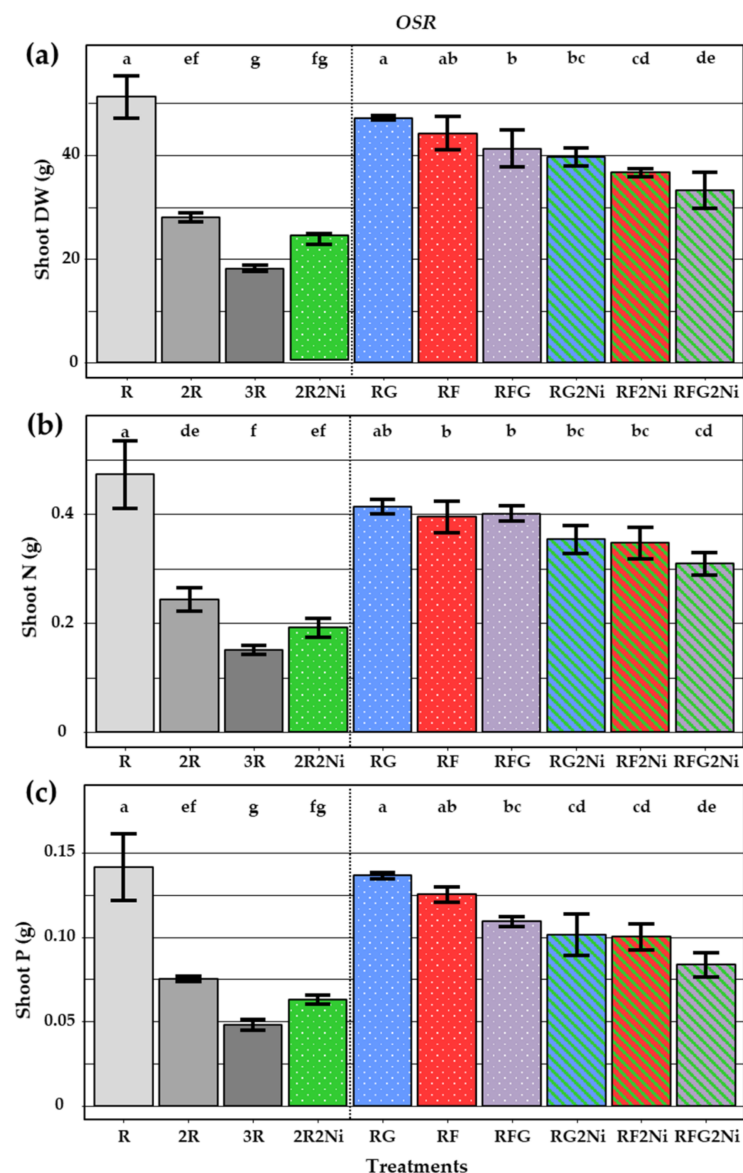 OSR
(a)
a ef g fg a ab b bc cd de
Shoot DW (g)
40
20
0
R 2R 3R 2R2Ni RG RF RFG RG2Ni RF2Ni RFG2Ni
(b)
a de f ef ab b b bc bc cd
Shoot N (g)
0.4
0.2
0
R 2R 3R 2R2Ni RG RF RFG RG2Ni RF2Ni RFG2Ni
(c)
a ef g fg a ab bc cd cd de
Shoot P (g)
0.15
0.10
0.05
0
R 2R 3R 2R2Ni RG RF RFG RG2Ni RF2Ni RFG2Ni
Treatments